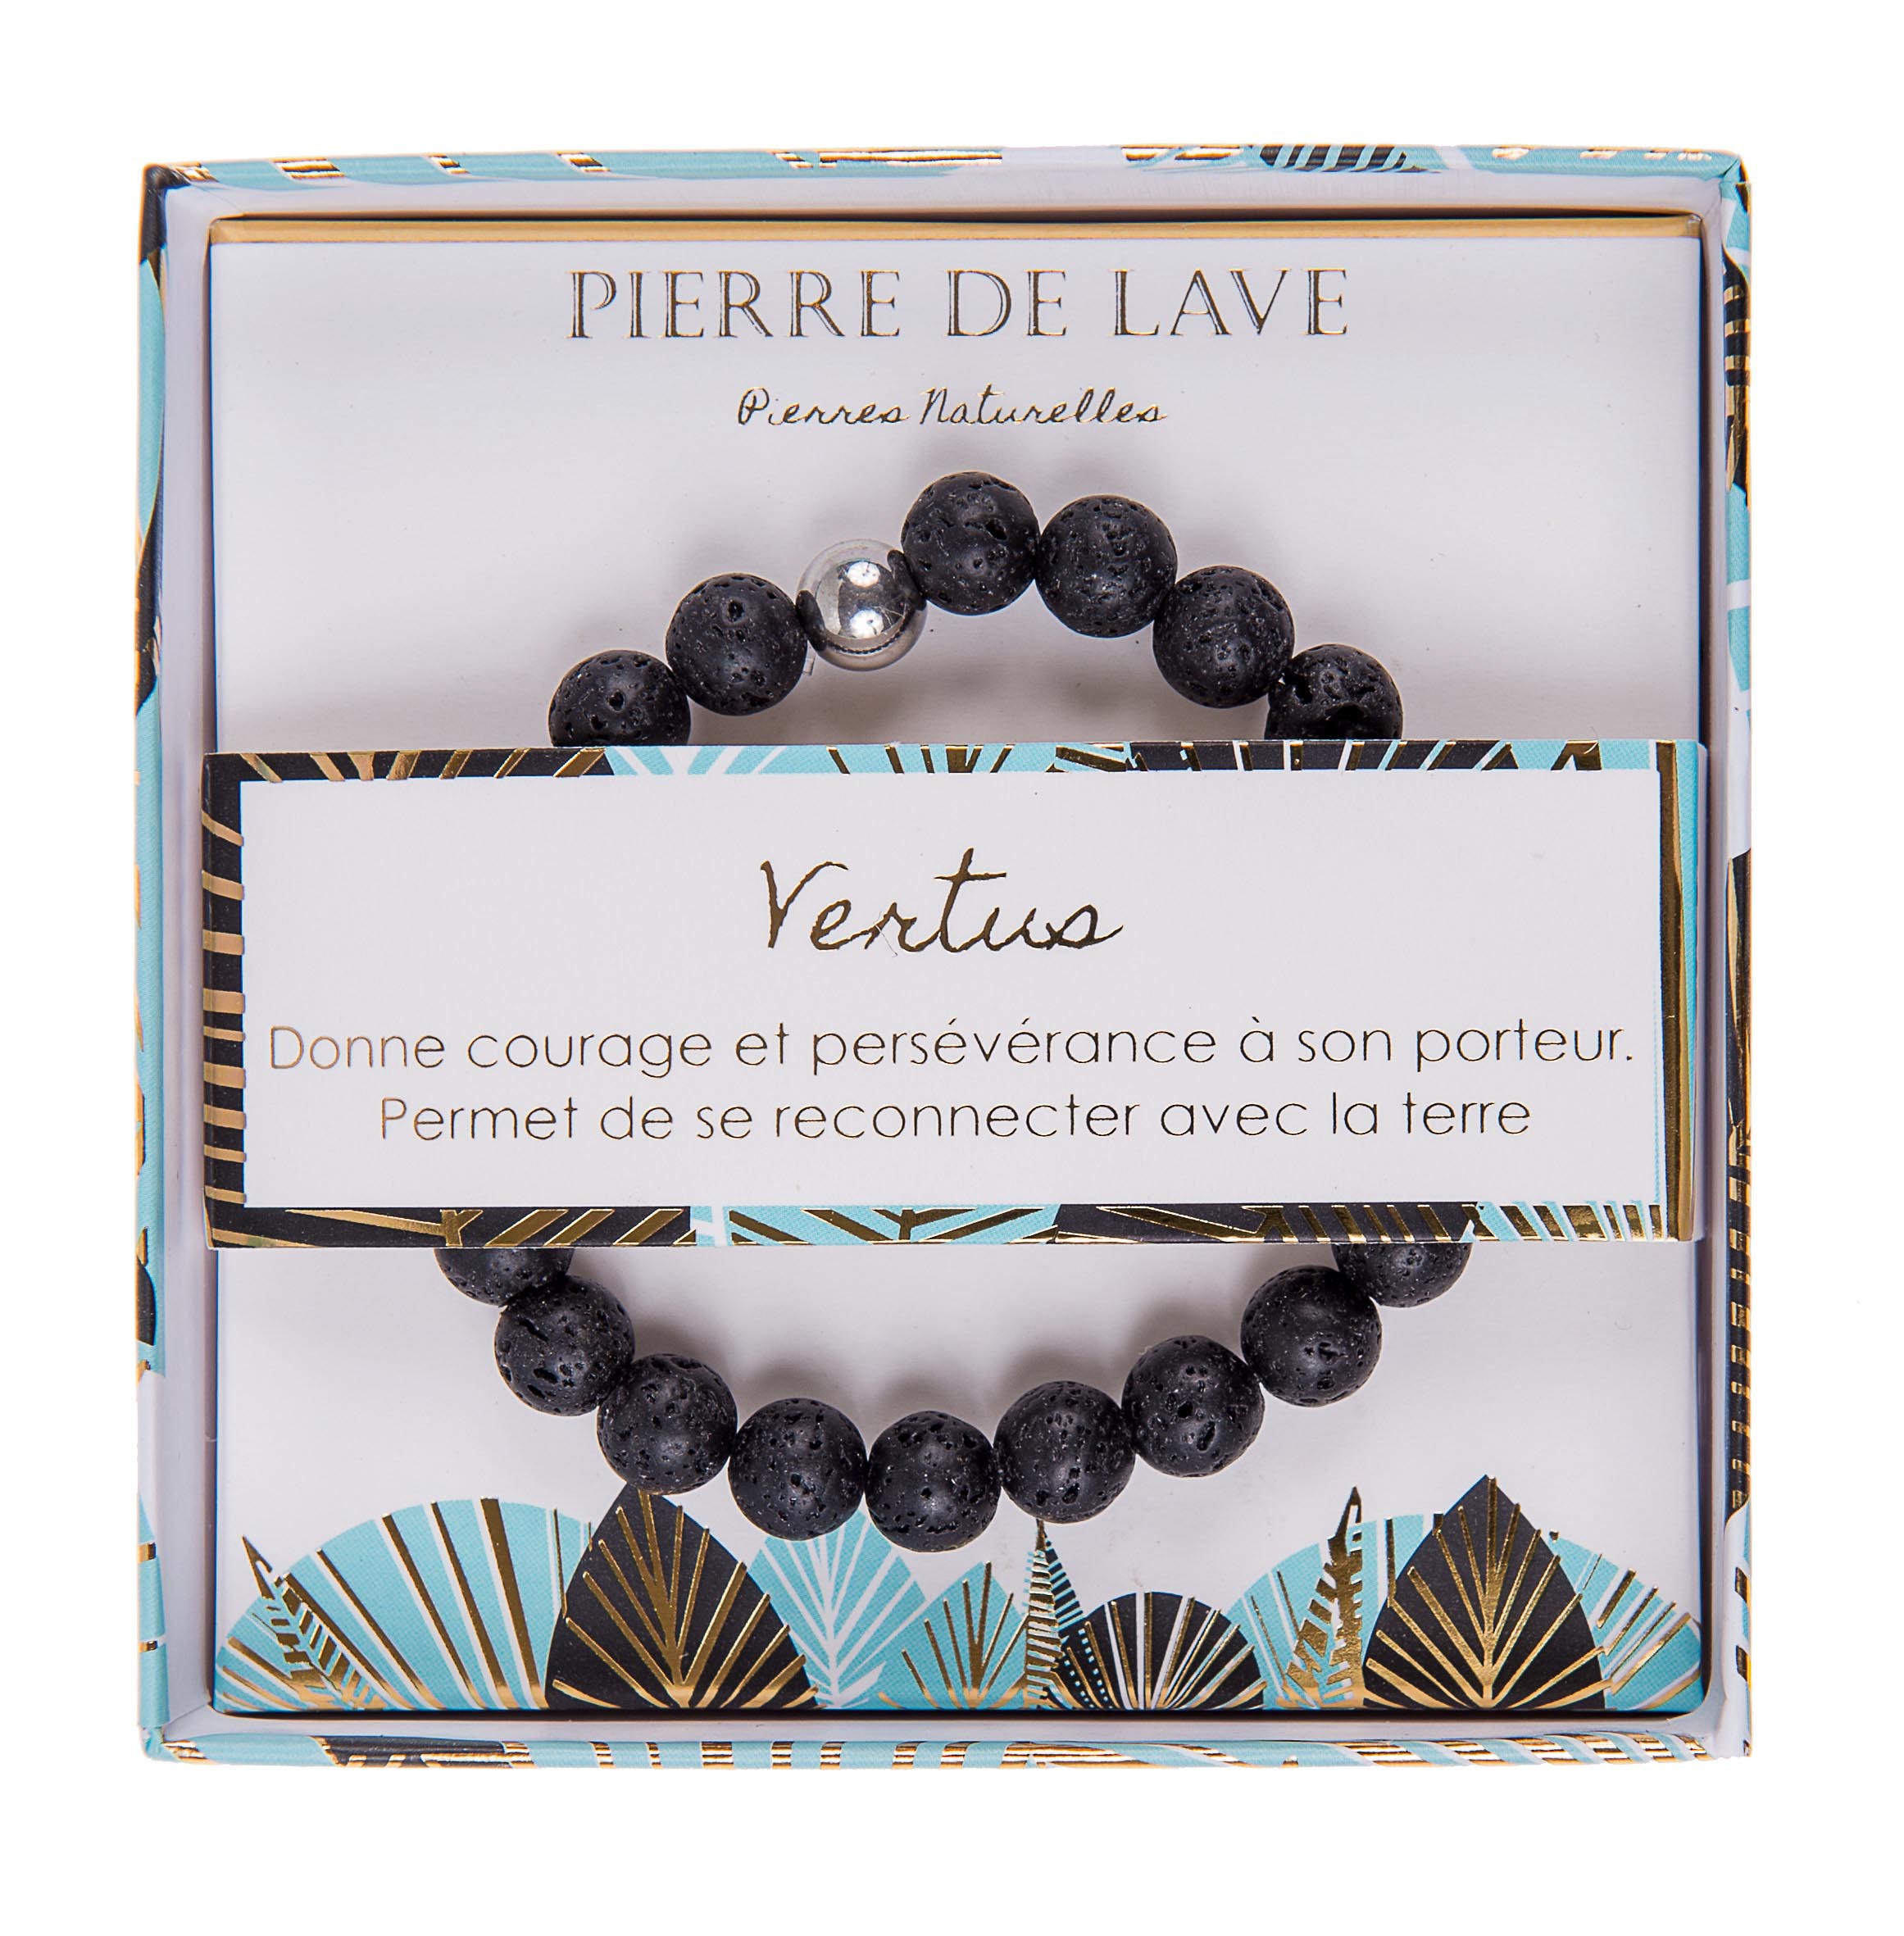 PIERRE DE LAVE
Pierres Naturelles
Vertus
Donne courage et persévérance à son porteur.
Permet de se reconnecter avec la terre